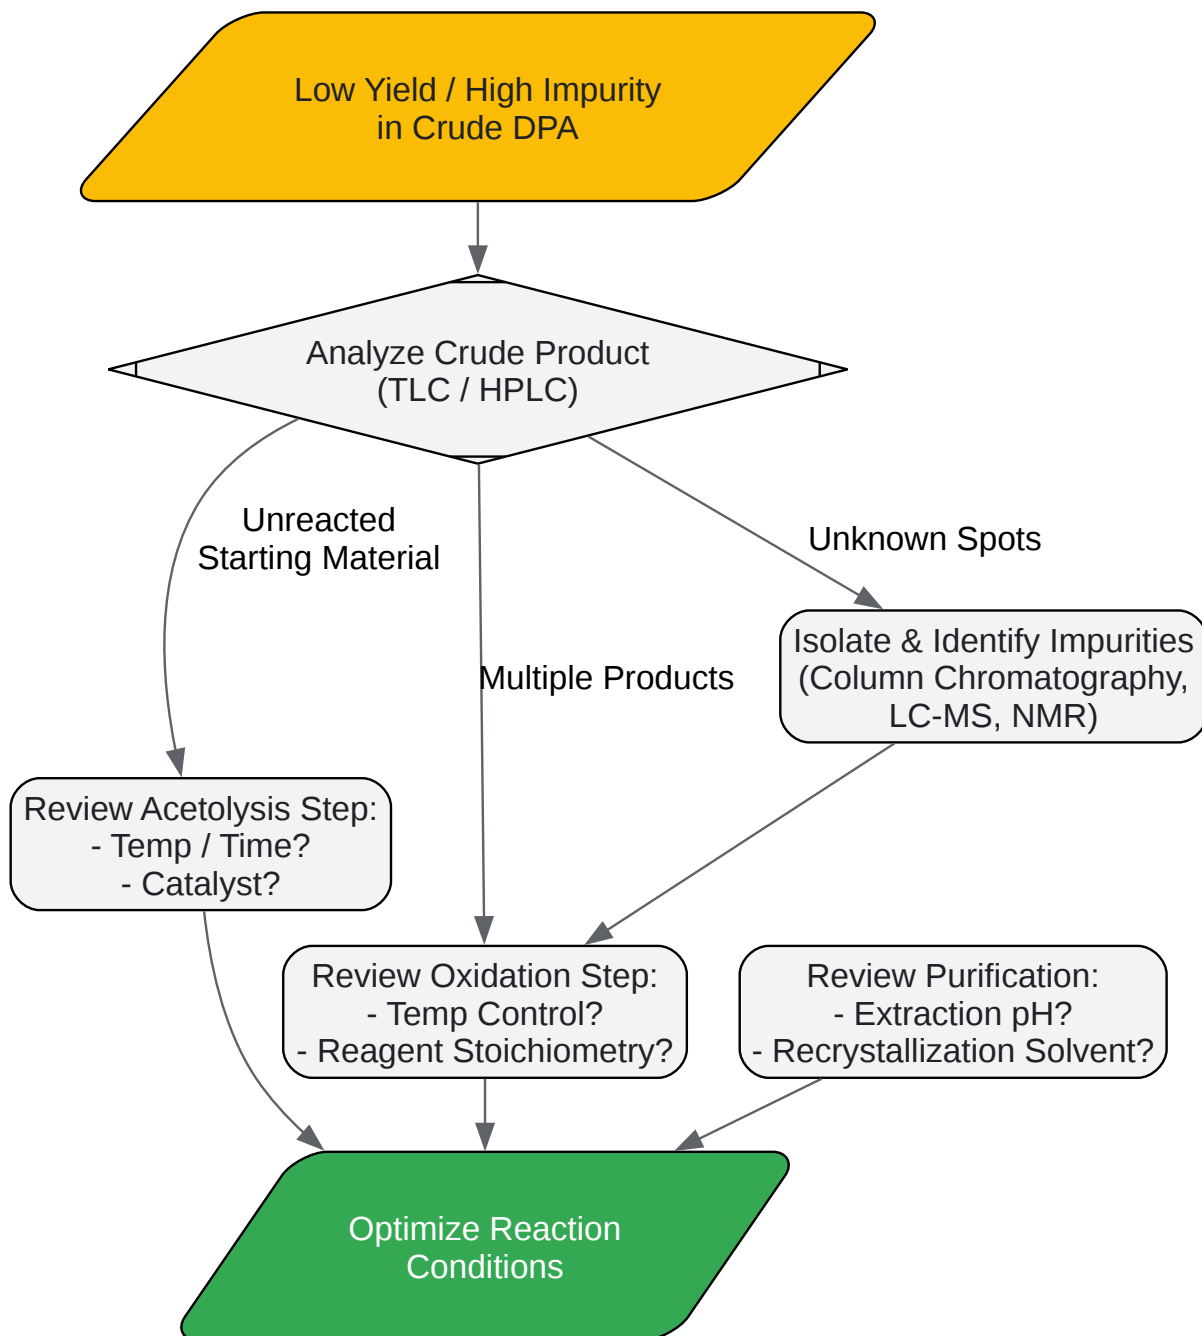 Low Yield / High Impurity
in Crude DPA
Analyze Crude Product
(TLC / HPLC)
Unreacted
Starting Material
Unknown Spots
Isolate & Identify Impurities
(Column Chromatography,
LC-MS, NMR)
Multiple Products
Review Acetolysis Step:
- Temp / Time?
- Catalyst?
Review Oxidation Step:
- Temp Control?
- Reagent Stoichiometry?
Review Purification:
- Extraction pH?
- Recrystallization Solvent?
Optimize Reaction
Conditions